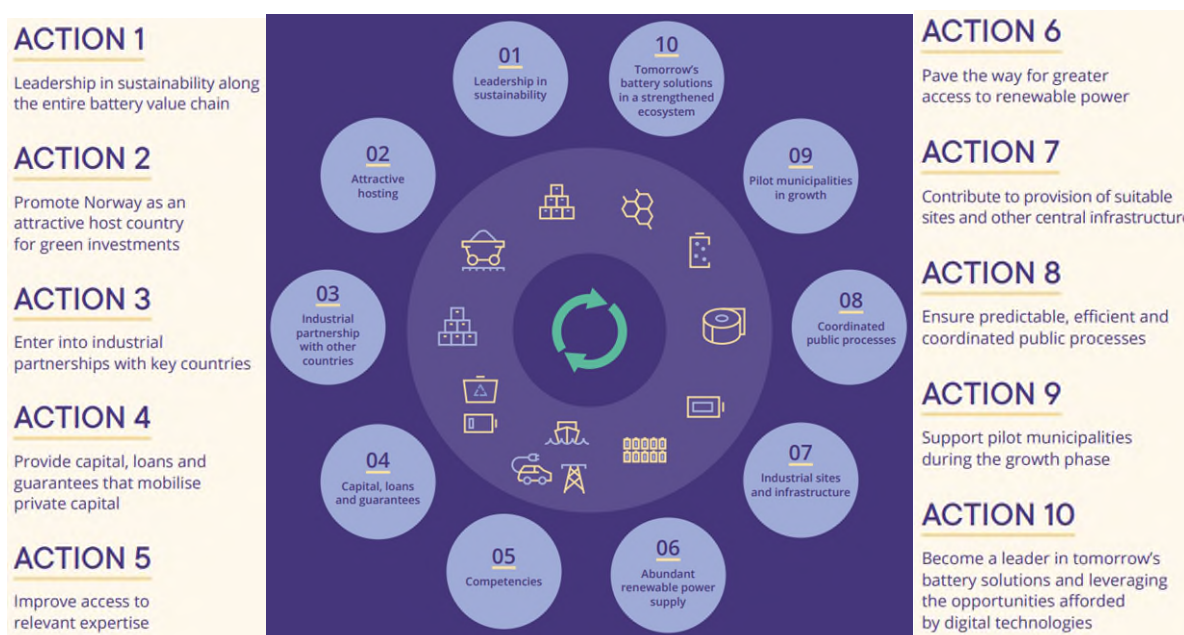 ACTION 1
Leadership in sustainability along
the entire battery value chain
ACTION 2
Promote Norway as an
attractive host country
for green investments
ACTION 3
Enter into industrial
partnerships with key countries
ACTION 4
Provide capital, loans and
guarantees that mobilise
private capital
ACTION 5
Improve access to
relevant expertise
01
Leadership in
sustainability
02
Attractive
hosting
03
Industrial
partnership
with other
countries
04
Capital, loans
and guarantees
05
Competencies
06
Abundant
renewable power
supply
07
Industrial sites
and infrastructure
08
Coordinated
public processes
09
Pilot municipalities
in growth
10
Tomorrow's
battery solutions
in a strengthened
ecosystem
ACTION 6
Pave the way for greater
access to renewable power
ACTION 7
Contribute to provision of suitable
sites and other central infrastructure
ACTION 8
Ensure predictable, efficient and
coordinated public processes
ACTION 9
Support pilot municipalities
during the growth phase
ACTION 10
Become a leader in tomorrow's
battery solutions and leveraging
the opportunities afforded
by digital technologies